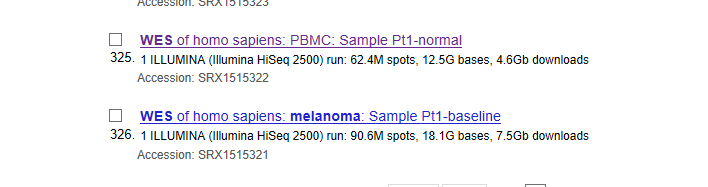 Accession: SRX1515323
WES of homo sapiens: PBMC: Sample Pt1-normal
325. 1 ILLUMINA (Illumina HiSeq 2500) run: 62.4M spots, 12.5G bases, 4.6Gb downloads
Accession: SRX1515322
WES of homo sapiens: melanoma: Sample Pt1-baseline
326. 1 ILLUMINA (Illumina HiSeq 2500) run: 90.6M spots, 18.1G bases, 7.5Gb downloads
Accession: SRX1515321